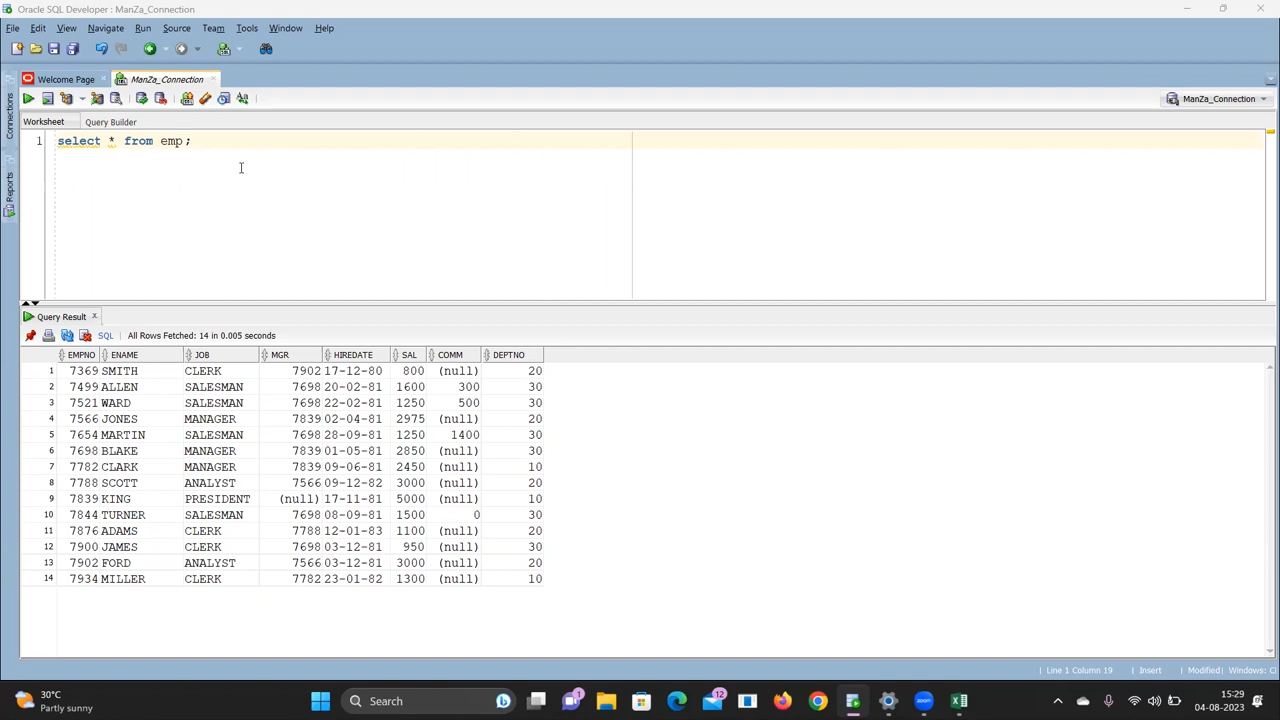 Oracle SQL Developer : ManZa_Connection
File Edit View Navigate Run Source Team Tools Window Help
Welcome Page ManZa_Connection
ManZa_Connection
Connections
Reports
Worksheet Query Builder
1 select * from emp;
Query Result
SQL All Rows Fetched: 14 in 0.005 seconds
EMPNO ENAME JOB MGR HIREDATE SAL COMM DEPTNO
1 7369 SMITH CLERK 7902 17-12-80 800 (null) 20
2 7499 ALLEN SALESMAN 7698 20-02-81 1600 300 30
3 7521 WARD SALESMAN 7698 22-02-81 1250 500 30
4 7566 JONES MANAGER 7839 02-04-81 2975 (null) 20
5 7654 MARTIN SALESMAN 7698 28-09-81 1250 1400 30
6 7698 BLAKE MANAGER 7839 01-05-81 2850 (null) 30
7 7782 CLARK MANAGER 7839 09-06-81 2450 (null) 10
8 7788 SCOTT ANALYST 7566 09-12-82 3000 (null) 20
9 7839 KING PRESIDENT (null) 17-11-81 5000 (null) 10
10 7844 TURNER SALESMAN 7698 08-09-81 1500 0 30
11 7876 ADAMS CLERK 7788 12-01-83 1100 (null) 20
12 7900 JAMES CLERK 7698 03-12-81 950 (null) 30
13 7902 FORD ANALYST 7566 03-12-81 3000 (null) 20
14 7934 MILLER CLERK 7782 23-01-82 1300 (null) 10
Line 1 Column 19 Insert Modified Windows: C
30°C
Partly sunny
Search
1
12
zoom
15:29
04-08-2023